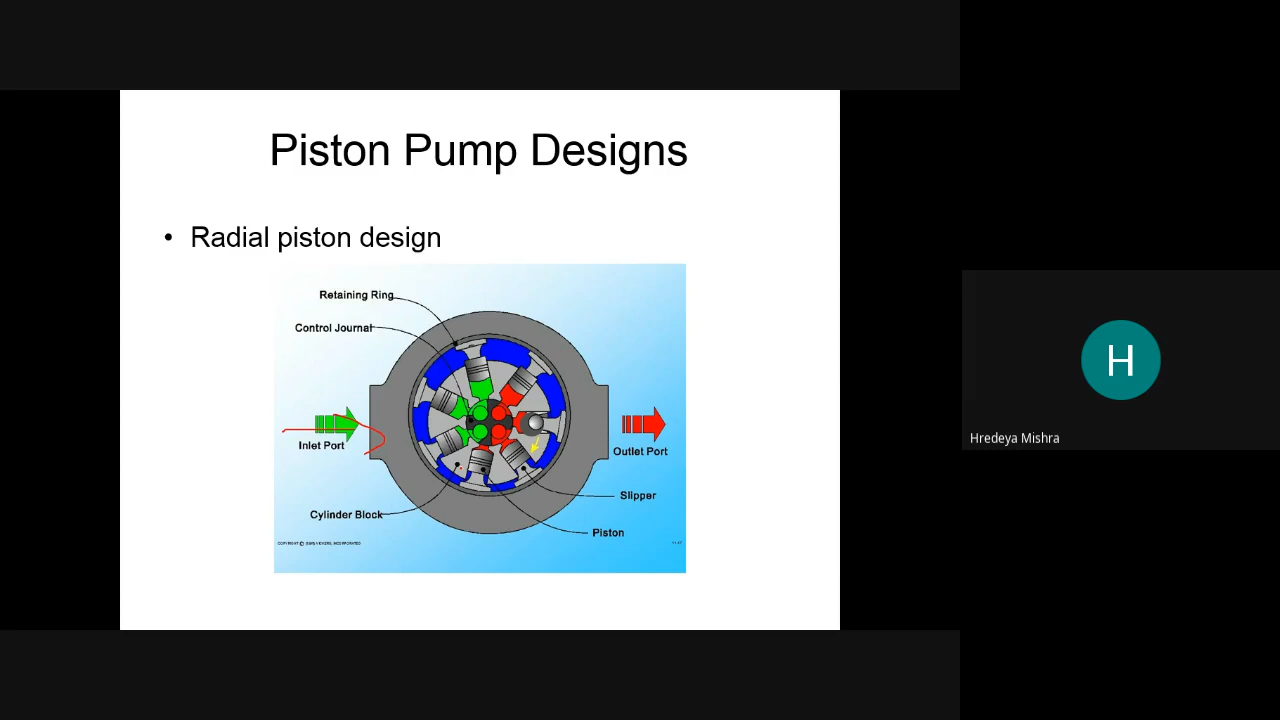 Piston Pump Designs
• Radial piston design
Retaining Ring
Control Journal
Inlet Port
Outlet Port
Slipper
Cylinder Block
Piston
H
Hredeya Mishra